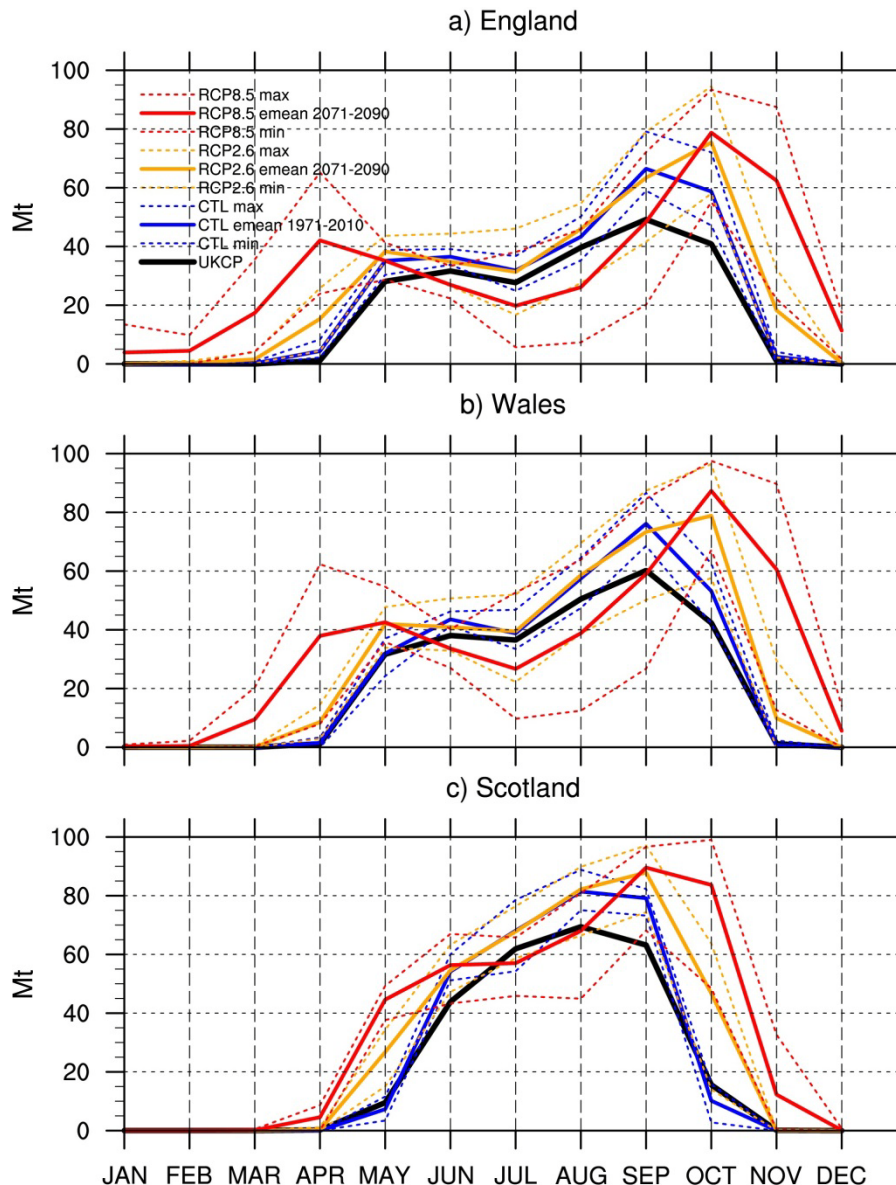 a) England
Mt
100
80
60
40
20
0
RCP8.5 max
RCP8.5 emean 2071-2090
RCP8.5 min
RCP2.6 max
RCP2.6 emean 2071-2090
RCP2.6 min
CTL max
CTL emean 1971-2010
CTL min
UKCP
b) Wales
Mt
100
80
60
40
20
0
c) Scotland
Mt
100
80
60
40
20
0
JAN FEB MAR APR MAY JUN JUL AUG SEP OCT NOV DEC